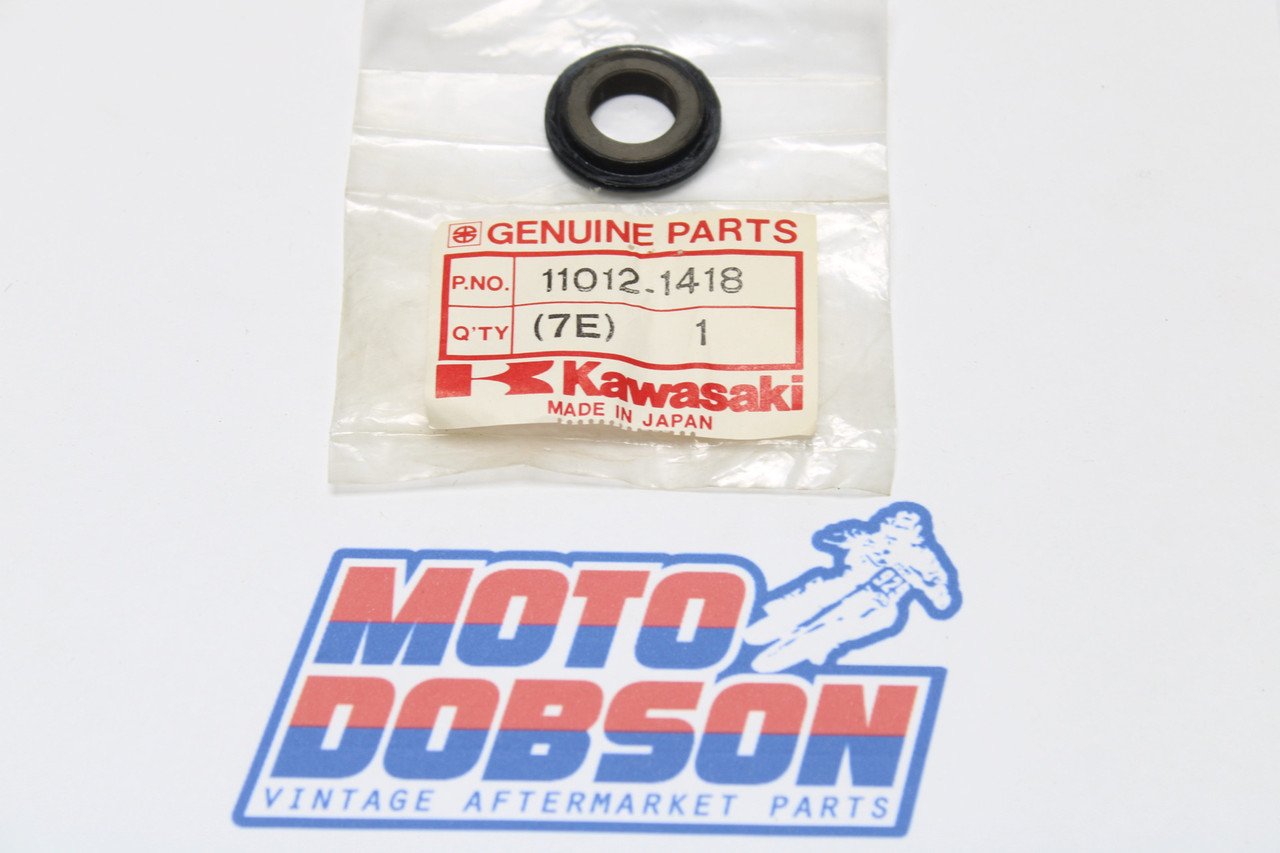 GENUINE PARTS
P.NO. 11012-1418
Q'TY (7E) 1
Kawasaki
MADE IN JAPAN
MOTO
DOBSON
VINTAGE AFTERMARKET PARTS